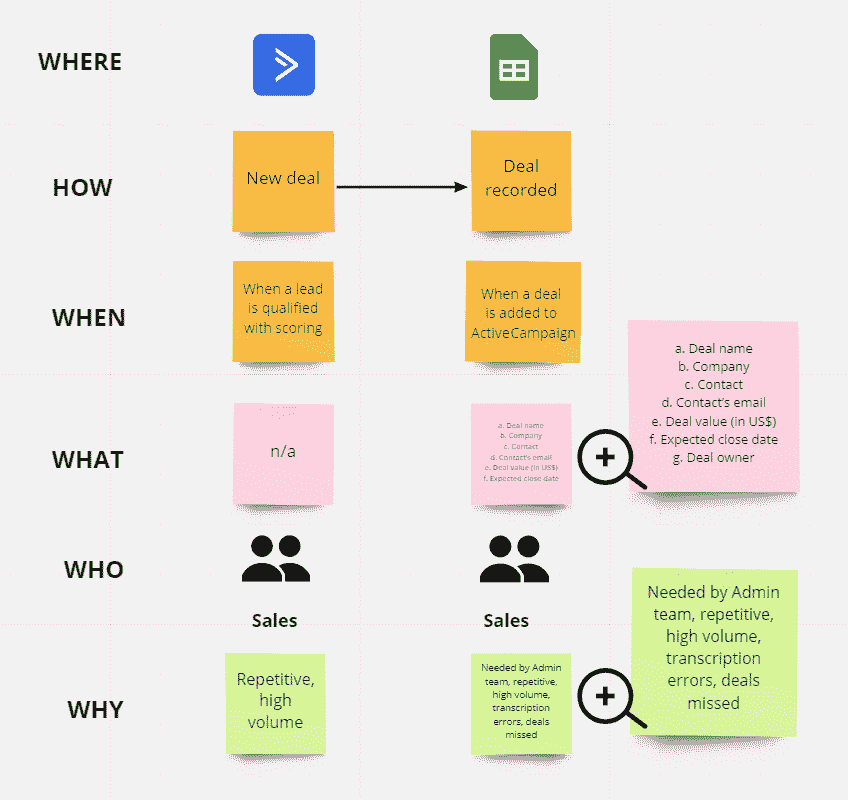 WHERE
HOW
New deal
Deal
recorded
WHEN
When a lead
is qualified
with scoring
When a deal
is added to
ActiveCampaign
WHAT
n/a
a. Deal name
b. Company
c. Contact
d. Contact's email
e. Deal value (in US$)
f. Expected close date
a. Deal name
b. Company
c. Contact
d. Contact's email
e. Deal value (in US$)
f. Expected close date
g. Deal owner
WHO
Sales
Sales
WHY
Repetitive,
high
volume
Needed by Admin
team, repetitive,
high volume,
transcription
errors, deals
missed
Needed by Admin
team, repetitive,
high volume,
transcription
errors, deals
missed